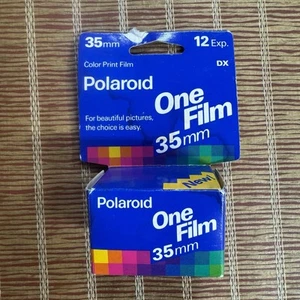 35mm 12 Exp.
Color Print Film DX
Polaroid
For beautiful pictures,
the choice is easy.
One
Film
35mm
New!
Polaroid
One
Film
35mm